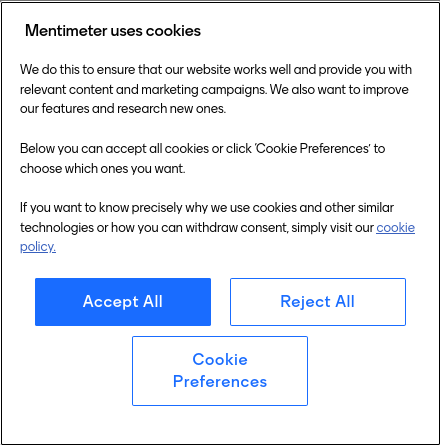 Mentimeter uses cookies
We do this to ensure that our website works well and provide you with
relevant content and marketing campaigns. We also want to improve
our features and research new ones.
Below you can accept all cookies or click 'Cookie Preferences’ to
choose which ones you want.
If you want to know precisely why we use cookies and other similar
technologies or how you can withdraw consent, simply visit our cookie
policy.
Accept All
Reject All
Cookie
Preferences